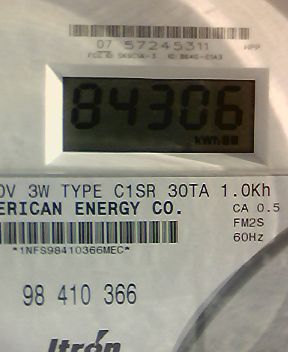 07 57245311
84306
kWh
0V 3W TYPE C1SR 30TA 1.0Kh
ERICAN ENERGY CO.
CA 0.5
FM2S
60Hz
*1NFS98410366MEC*
98 410 366
Itrón